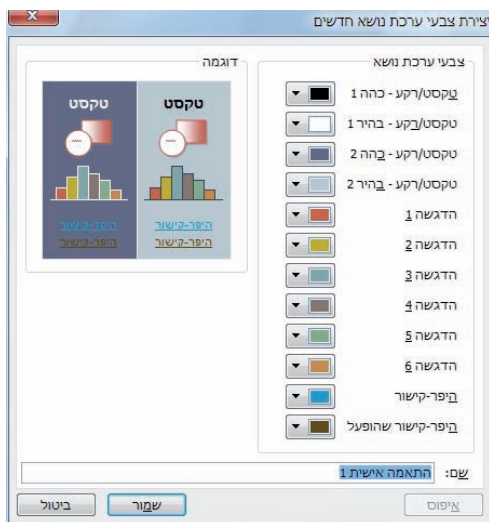 יצירת צבעי ערכת נושא חדשים
צבעי ערכת נושא
טקסט/רקע - כהה 1
טקסט/רקע - בהיר 1
טקסט/רקע - כהה 2
טקסט/רקע - בהיר 2
הדגשה 1
הדגשה 2
הדגשה 3
הדגשה 4
הדגשה 5
הדגשה 6
היפר-קישור
היפר-קישור שהופעל
דוגמה
טקסט טקסט
היפר-קישור היפר-קישור
היפר-קישור היפר-קישור
שם: התאמה אישית 1
איפוס שמור ביטול